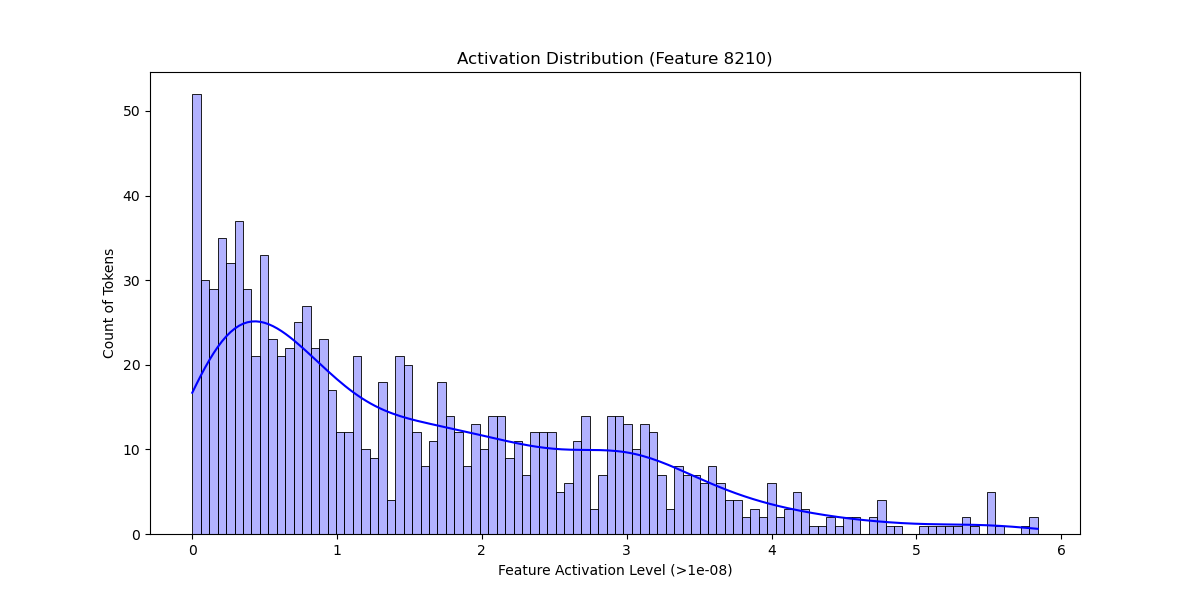 Activation Distribution (Feature 8210)
50
40
30
20
10
0
Count of Tokens
0 1 2 3 4 5 6
Feature Activation Level (>1e-08)